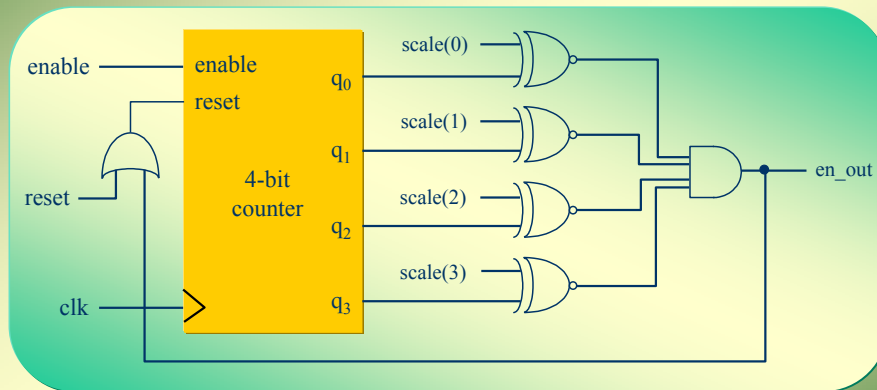 enable
reset
clk
enable
reset
4-bit
counter
q0
q1
q2
q3
scale(0)
scale(1)
scale(2)
scale(3)
en_out